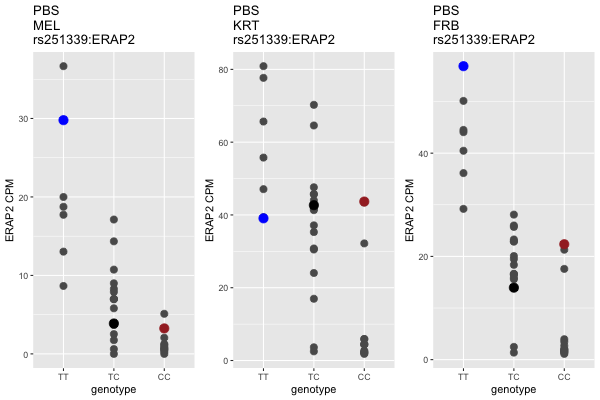 PBS
MEL
rs251339:ERAP2
ERAP2 CPM
30
20
10
0
TT
TC
CC
genotype
PBS
KRT
rs251339:ERAP2
ERAP2 CPM
80
60
40
20
0
TT
TC
CC
genotype
PBS
FRB
rs251339:ERAP2
ERAP2 CPM
40
20
0
TT
TC
CC
genotype